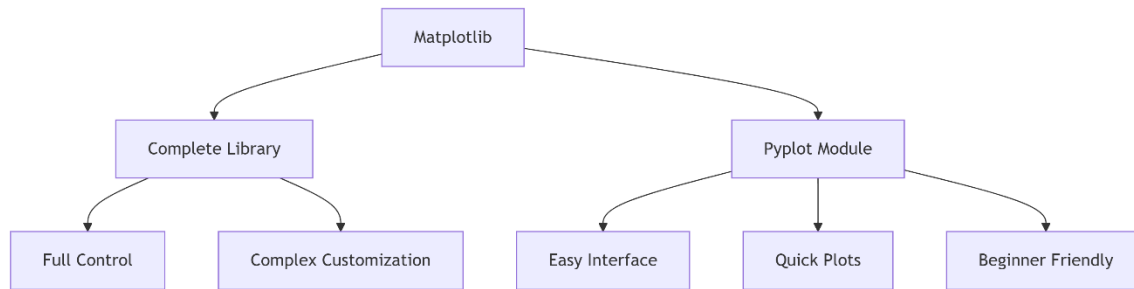 Matplotlib
Complete Library
Pyplot Module
Full Control
Complex Customization
Easy Interface
Quick Plots
Beginner Friendly